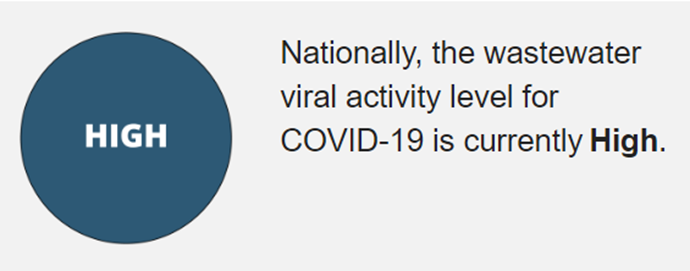 HIGH
Nationally, the wastewater
viral activity level for
COVID-19 is currently High.